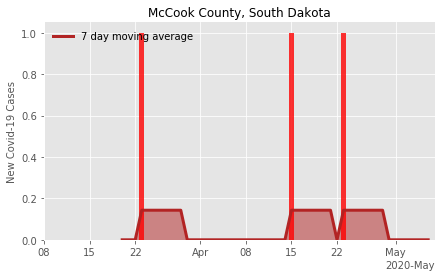 McCook County, South Dakota
7 day moving average
New Covid-19 Cases
1.0
0.8
0.6
0.4
0.2
0.0
08 15 22 Apr 08 15 22 May
2020-May